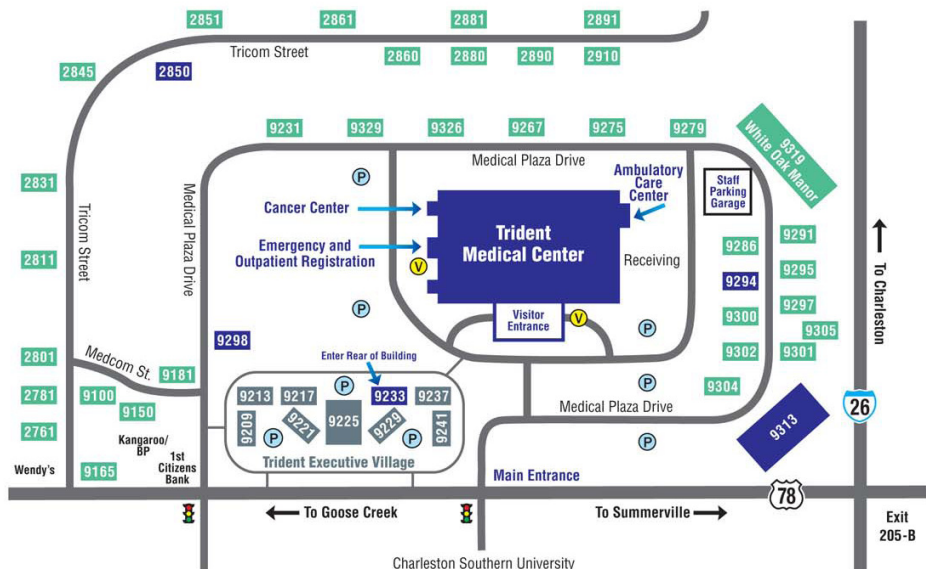 2851
2861
2881
2891
Tricom Street
2845
2850
2860
2880
2890
2910
9231
9329
9326
9267
9275
9279
9319
White Oak Manor
Medical Plaza Drive
P
Ambulatory
Care
Center
Staff
Parking
Garage
2831
Tricom Street
Medical Plaza Drive
Cancer Center
Trident
Medical Center
Emergency and
Outpatient Registration
V
Receiving
9286
9291
2811
9294
9295
To Charleston
P
Visitor
Entrance
V
P
9300
9297
9305
9298
Enter Rear of Building
9302
9301
2801
Medcom St.
9181
P
P
9304
2781
9100
9150
9213
9217
9233
9237
Medical Plaza Drive
26
2761
9209
9221
9225
9229
9241
P
P
P
9313
Kangaroo/
BP
1st
Citizens
Bank
Trident Executive Village
Wendy's
9165
Main Entrance
78
To Goose Creek
To Summerville
Exit
205-B
Charleston Southern University